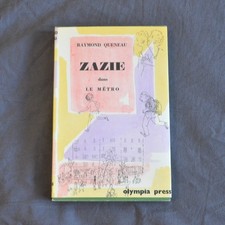 RAYMOND QUENEAU
ZAZIE
dans
LE MÉTRO
olympia press